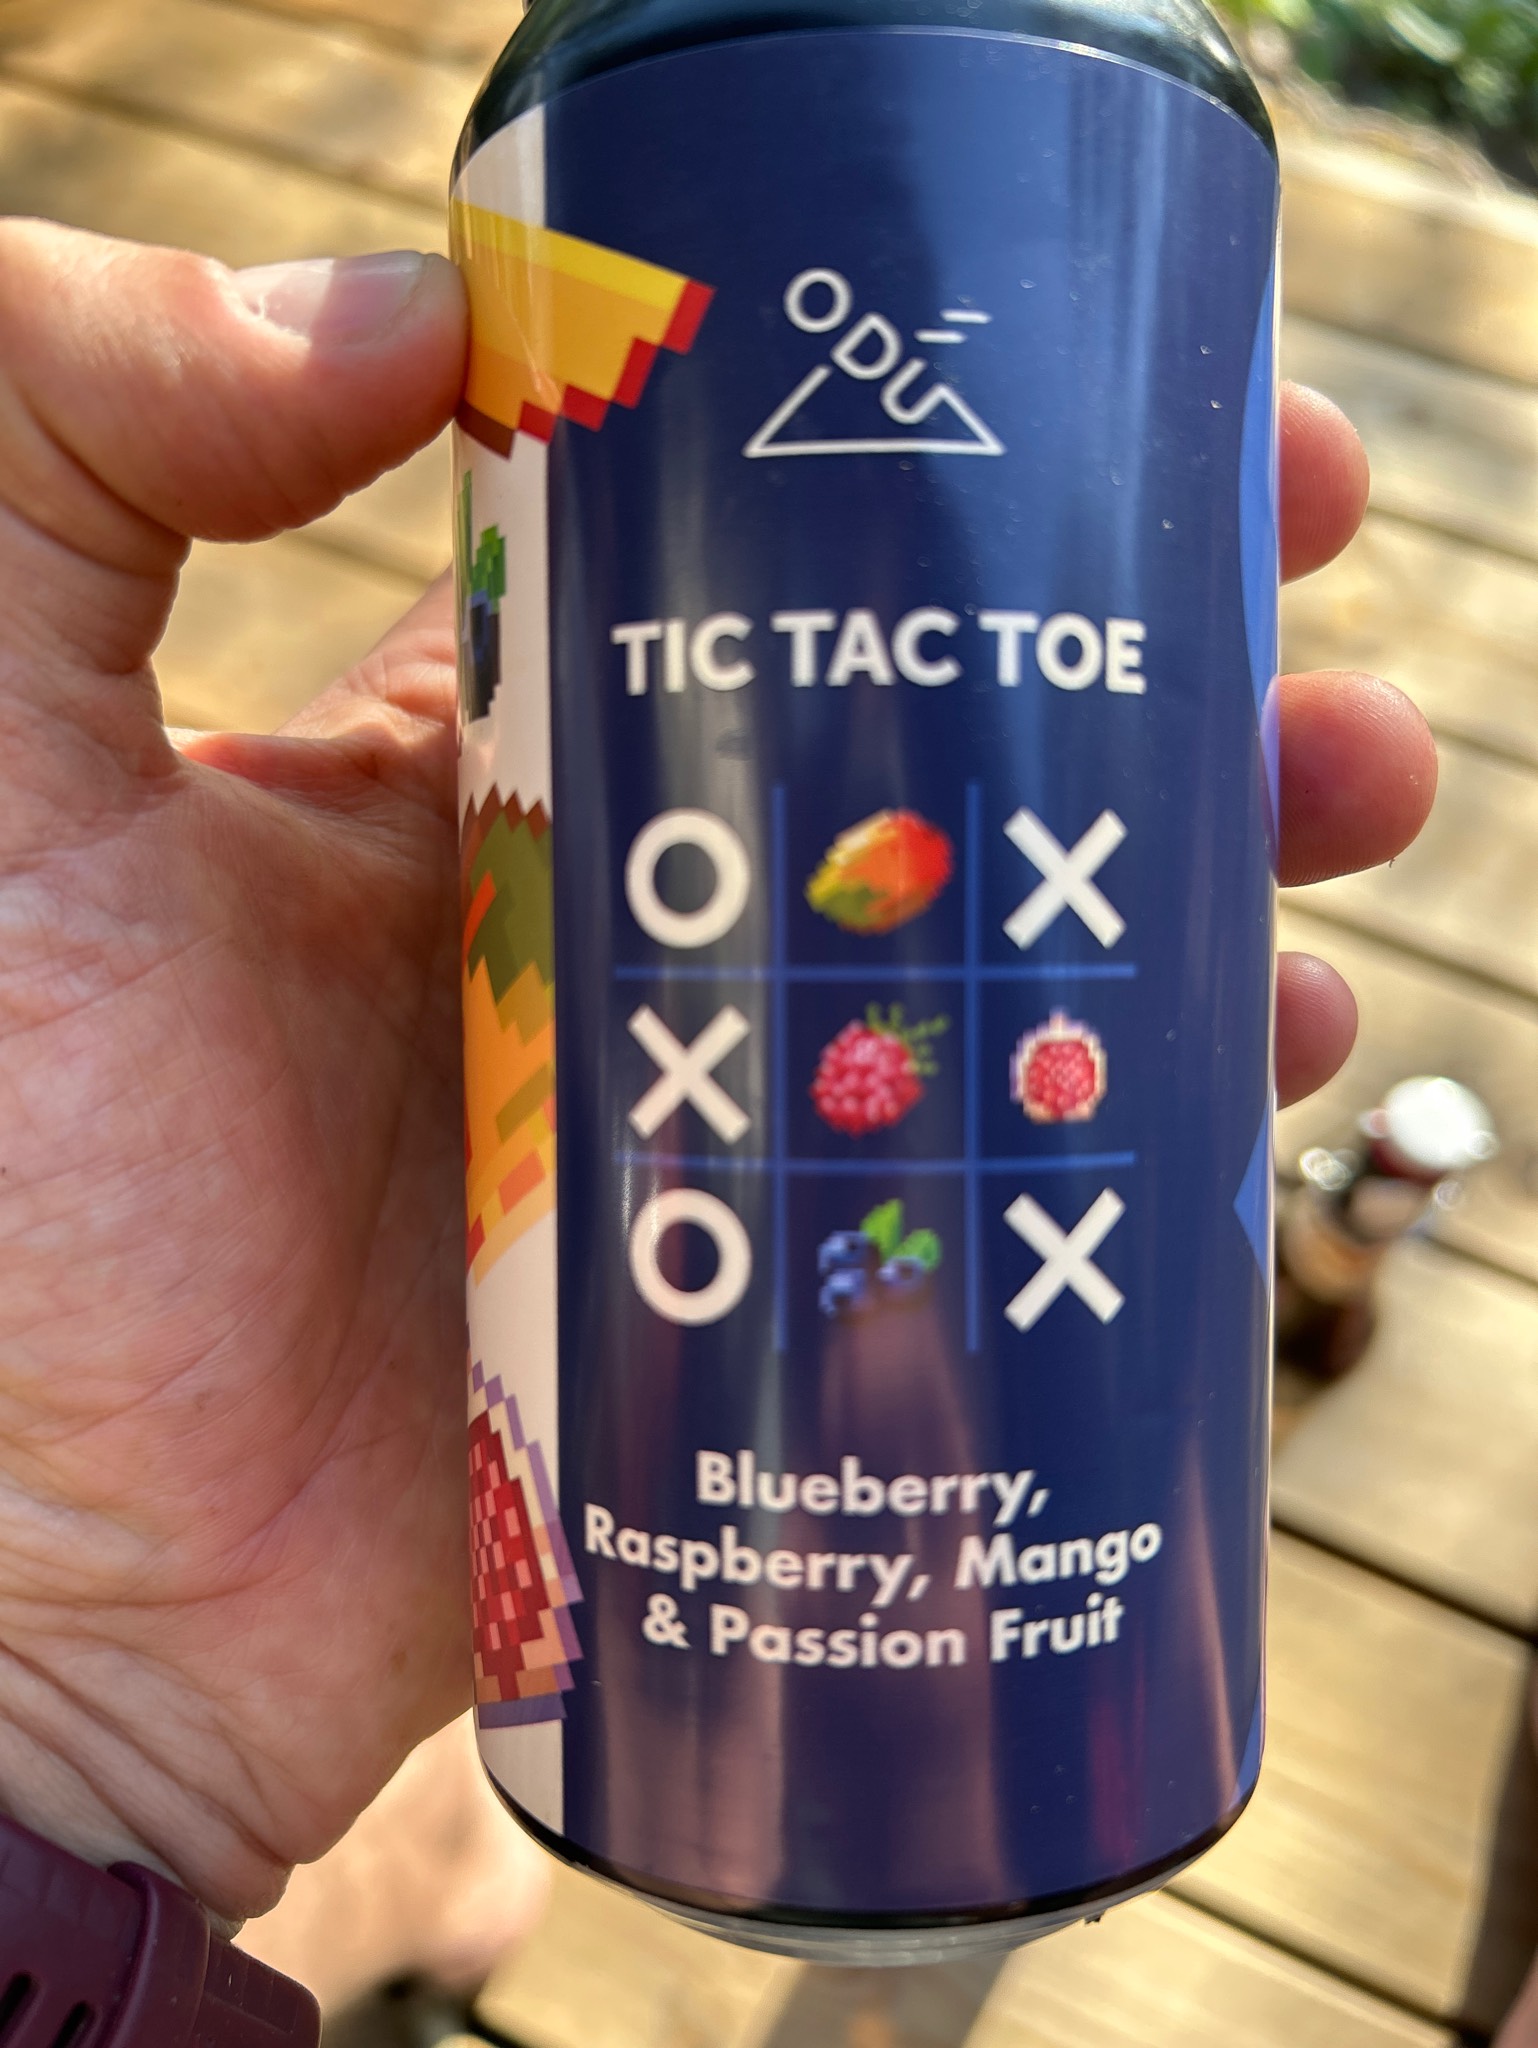 ODU
TIC TAC TOE
O X
X
O X
Blueberry,
Raspberry, Mango
& Passion Fruit